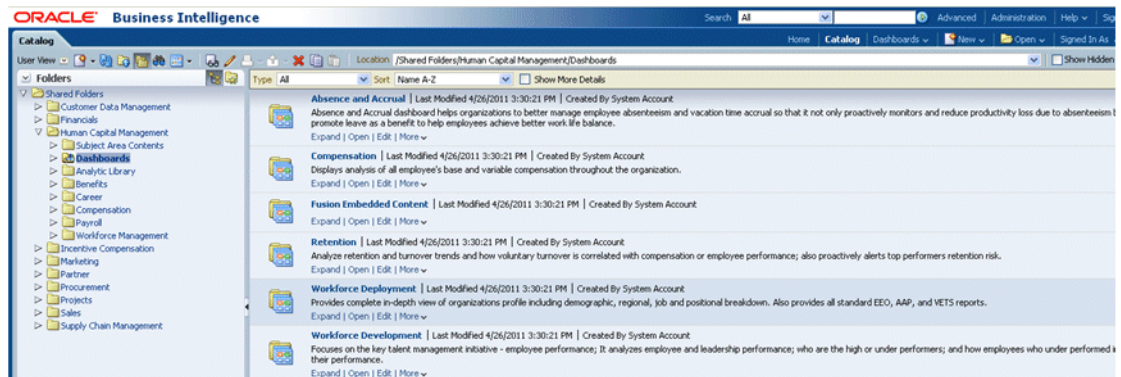 ORACLE Business Intelligence Search All Advanced Administration Help
Catalog Home Catalog Dashboards New Open Signed In As
User View Location /Shared Folders/Human Capital Management/Dashboards Show Hidden
Folders Type All Sort Name A-Z Show More Details
Shared Folders
Customer Data Management
Financials
Human Capital Management
Subject Area Contents
Dashboards
Analytic Library
Benefits
Career
Compensation
Payroll
Workforce Management
Incentive Compensation
Marketing
Partner
Procurement
Projects
Sales
Supply Chain Management
Absence and Accrual | Last Modified 4/26/2011 3:30:21 PM | Created By System Account
Absence and Accrual dashboard helps organizations to better manage employee absenteeism and vacation time accrual so that it not only proactively monitors and reduce productivity loss due to absenteeism
promote leave as a benefit to help employees achieve better work life balance.
Expand | Open | Edit | More
Compensation | Last Modified 4/26/2011 3:30:21 PM | Created By System Account
Displays analysis of all employee's base and variable compensation throughout the organization.
Expand | Open | Edit | More
Fusion Embedded Content | Last Modified 4/26/2011 3:30:21 PM | Created By System Account
Expand | Open | Edit | More
Retention | Last Modified 4/26/2011 3:30:21 PM | Created By System Account
Analyze retention and turnover trends and how voluntary turnover is correlated with compensation or employee performance; also proactively alerts top performers retention risk.
Expand | Open | Edit | More
Workforce Deployment | Last Modified 4/26/2011 3:30:21 PM | Created By System Account
Provides complete in-depth view of organizations profile including demographic, regional, job and positional breakdown. Also provides all standard EEO, AAP, and VETS reports.
Expand | Open | Edit | More
Workforce Development | Last Modified 4/26/2011 3:30:21 PM | Created By System Account
Focuses on the key talent management initiative - employee performance; It analyzes employee and leadership performance; who are the high or under performers; and how employees who under performed
their performance.
Expand | Open | Edit | More